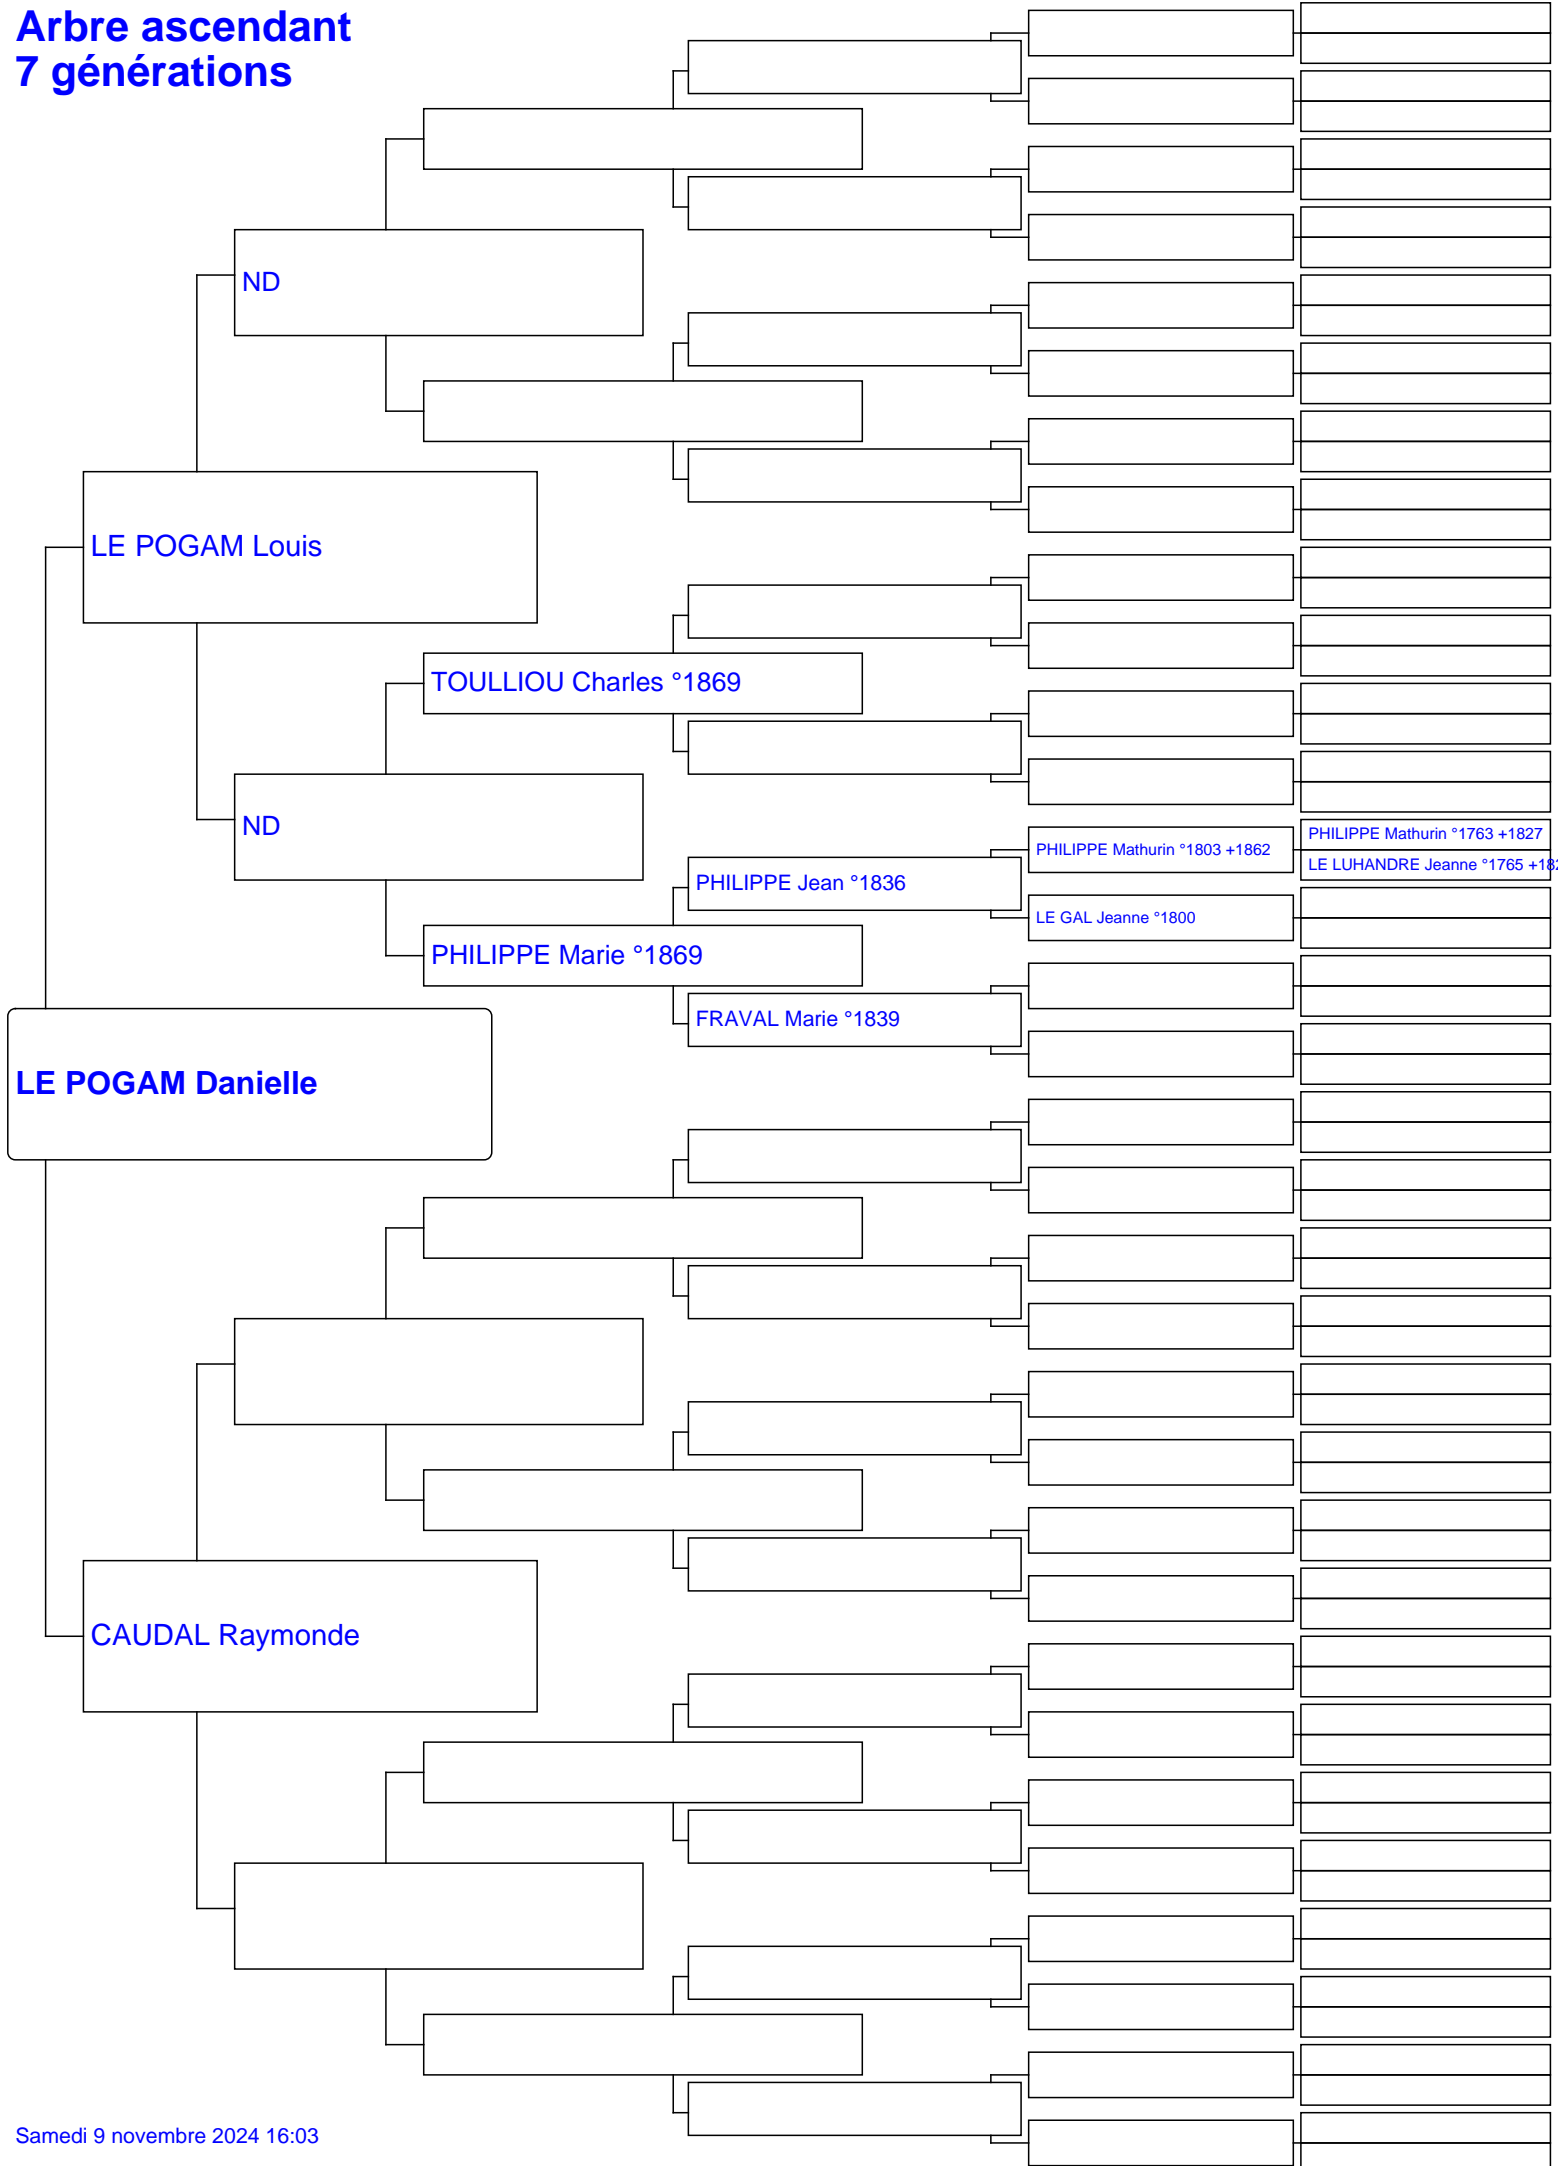 Arbre ascendant
7 générations
ND
LE POGAM Louis
TOULLIOU Charles °1869
ND
PHILIPPE Mathurin °1763 +1827
PHILIPPE Mathurin °1803 +1862
LE LUHANDRE Jeanne °1765 +182
PHILIPPE Jean °1836
LE GAL Jeanne °1800
PHILIPPE Marie °1869
FRAVAL Marie °1839
LE POGAM Danielle
CAUDAL Raymonde
Samedi 9 novembre 2024 16:03